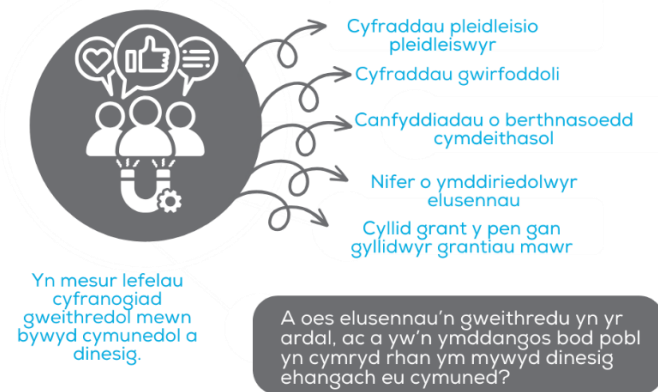 Cyfraddau pleidleisio
pleidleiswyr
Cyfraddau gwirfoddoli
Canfyddiadau o berthnasoedd
cymdeithasol
Nifer o ymddiriedolwyr
elusennau
Cyllid grant y pen gan
gyllidwyr grantiau mawr
Yn mesur lefelau
cyfranogiad
gweithredol mewn
bywyd cymunedol a
dinesig.
A oes elusennau'n gweithredu yn yr
ardal, ac a yw'n ymddangos bod pobl
yn cymryd rhan ym mywyd dinesig
ehangach eu cymuned?